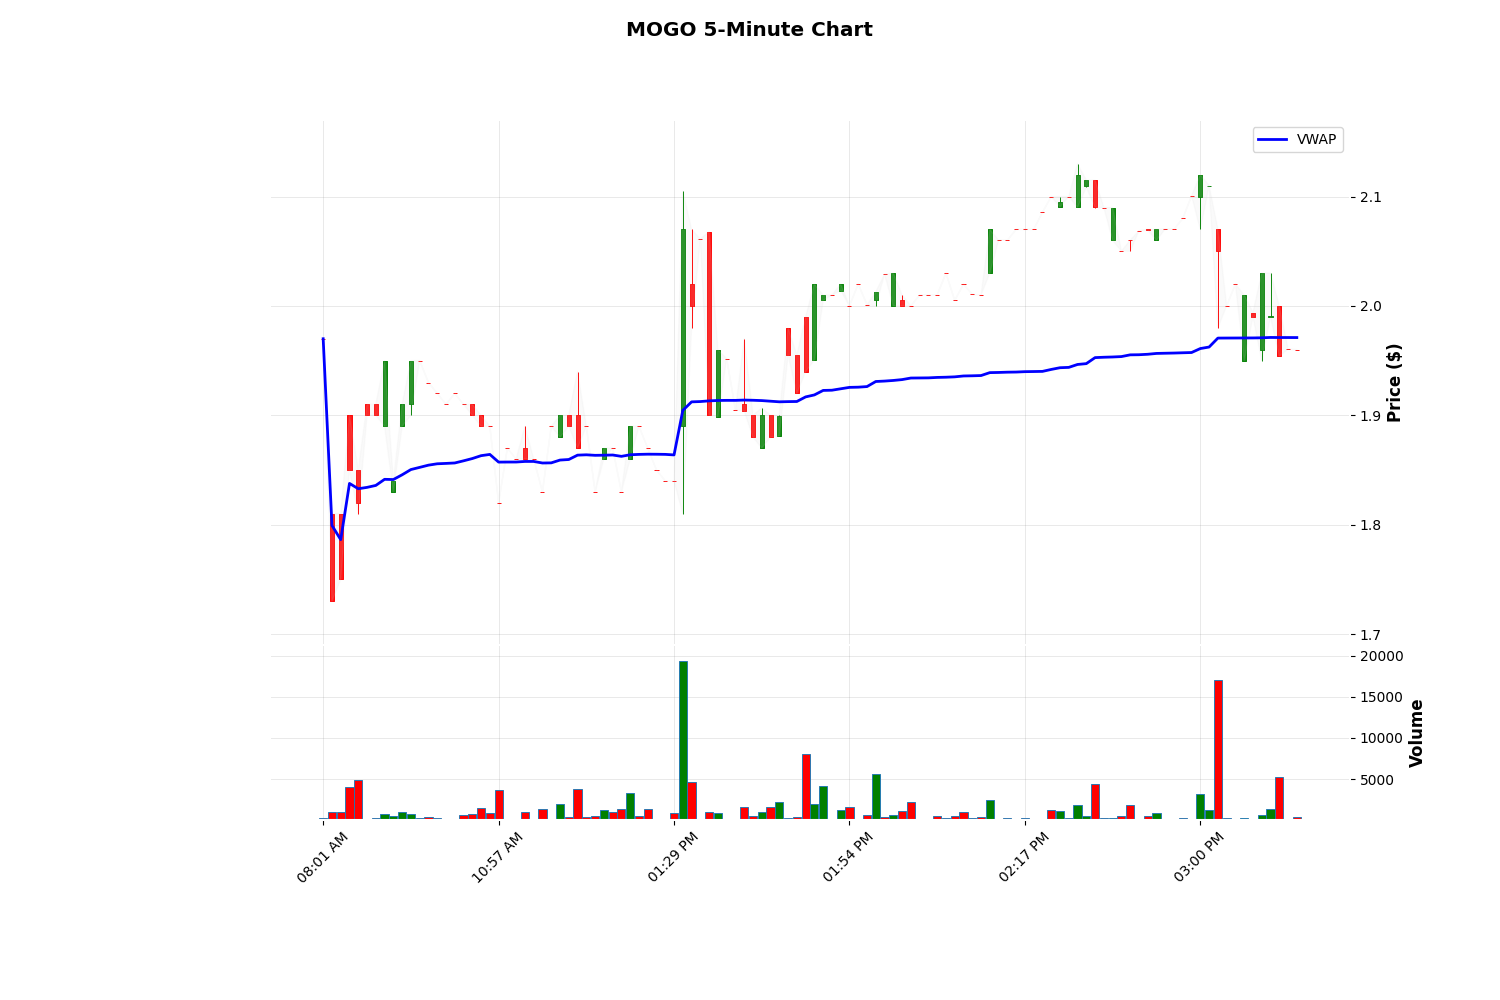 MOGO 5-Minute Chart
VWAP
2.1
2.0
1.9
1.8
1.7
Price ($)
20000
15000
10000
5000
Volume
08:01 AM
10:57 AM
01:29 PM
01:54 PM
02:17 PM
03:00 PM